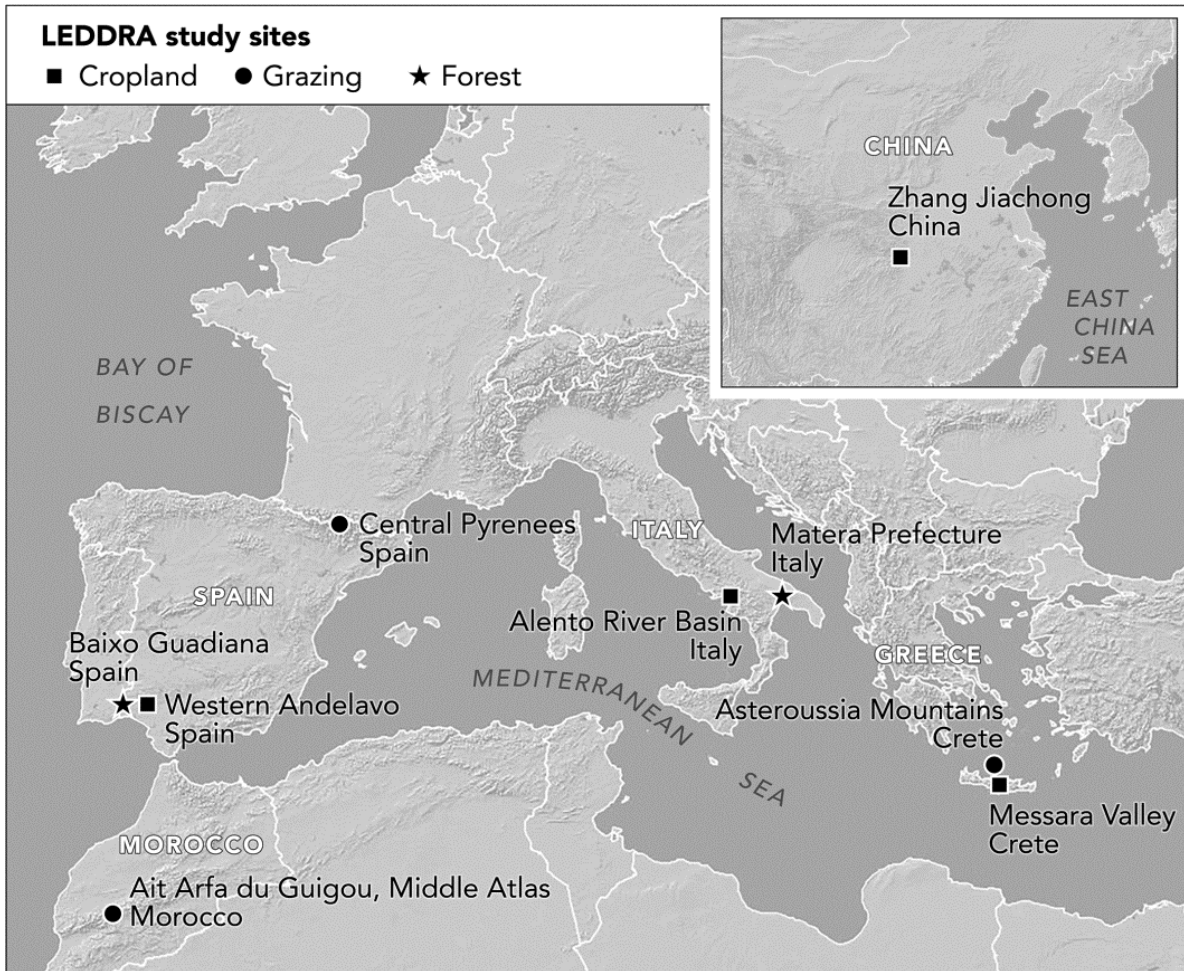 LEDDRA study sites
Cropland Grazing Forest
CHINA
Zhang Jiachong
China
EAST
CHINA
SEA
BAY OF
BISCAY
Central Pyrenees
Spain
ITALY
Matera Prefecture
Italy
SPAIN
Alento River Basin
Italy
Baixo Guadiana
Spain
GREECE
MEDITERRANEAN
SEA
Western Andelavo
Spain
Asteroussia Mountains
Crete
Messara Valley
Crete
MOROCCO
Ait Arfa du Guigou, Middle Atlas
Morocco